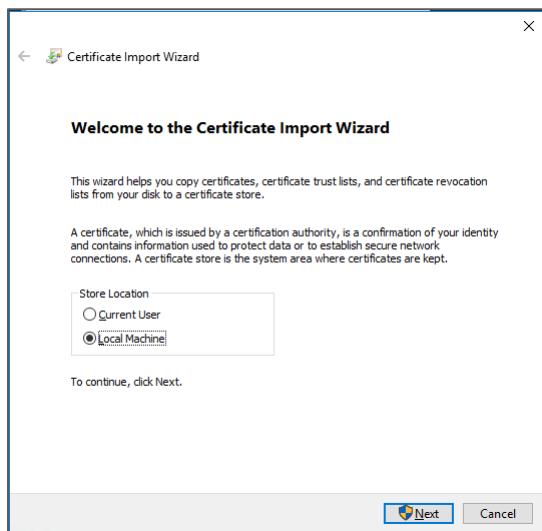 Certificate Import Wizard
Welcome to the Certificate Import Wizard
This wizard helps you copy certificates, certificate trust lists, and certificate revocation
lists from your disk to a certificate store.
A certificate, which is issued by a certification authority, is a confirmation of your identity
and contains information used to protect data or to establish secure network
connections. A certificate store is the system area where certificates are kept.
Store Location
Current User
Local Machine
To continue, click Next.
Next
Cancel